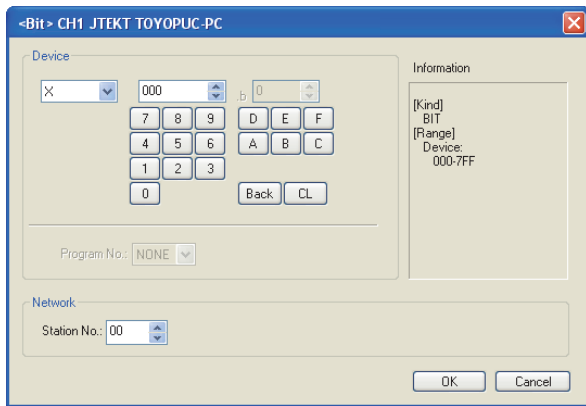 <Bit> CH1 JTEKT TOYOPUC-PC
Device
X 000 .b 0
7 8 9 D E F
4 5 6 A B C
1 2 3
0 Back CL
Program No.: NONE
Information
[Kind]
BIT
[Range]
Device:
000-7FF
Network
Station No.: 00
OK Cancel